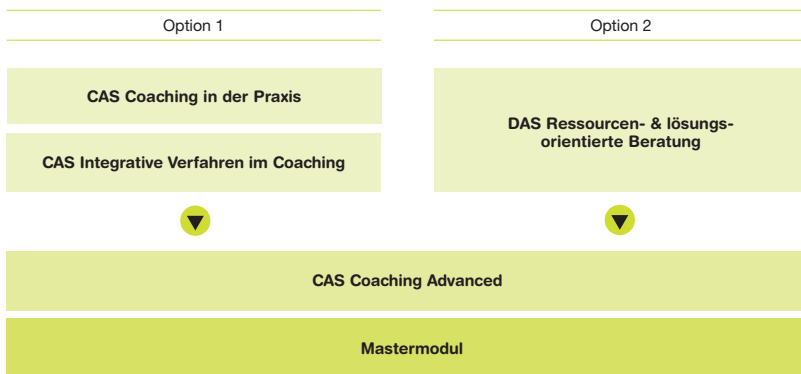 Option 1
CAS Coaching in der Praxis
CAS Integrative Verfahren im Coaching
Option 2
DAS Ressourcen- & lösungs-
orientierte Beratung
CAS Coaching Advanced
Mastermodul